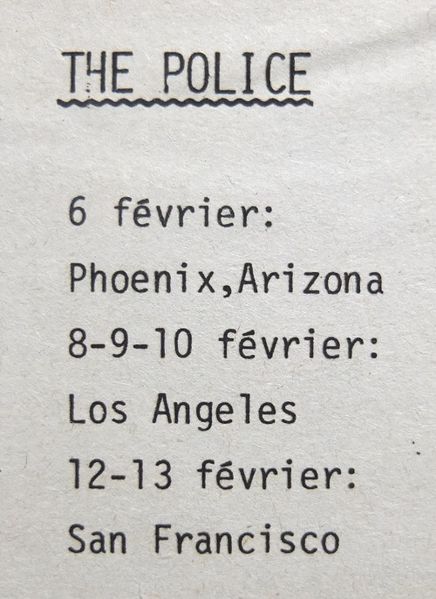 THE POLICE
6 février:
Phoenix,Arizona
8-9-10 février:
Los Angeles
12-13 février:
San Francisco